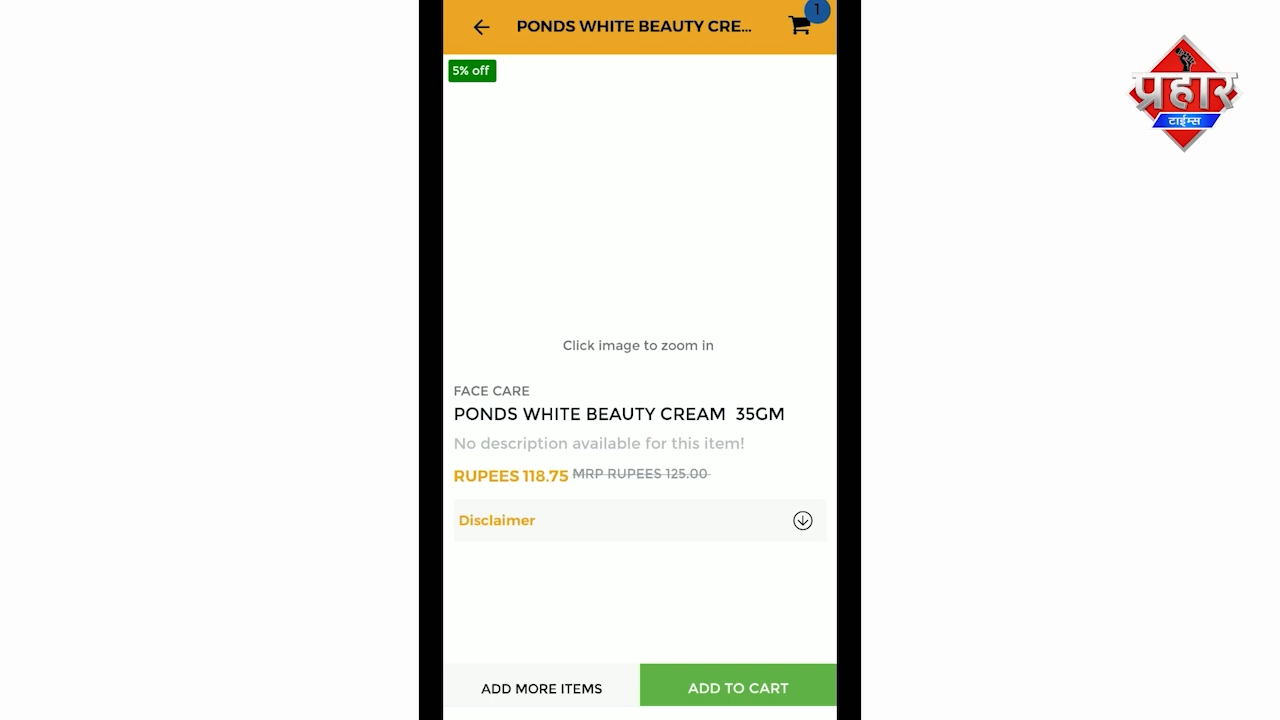 PONDS WHITE BEAUTY CRE...
1
5% off
प्रहार
टाईम्स
Click image to zoom in
FACE CARE
PONDS WHITE BEAUTY CREAM 35GM
No description available for this item!
RUPEES 118.75 MRP RUPEES 125.00
Disclaimer
ADD MORE ITEMS
ADD TO CART